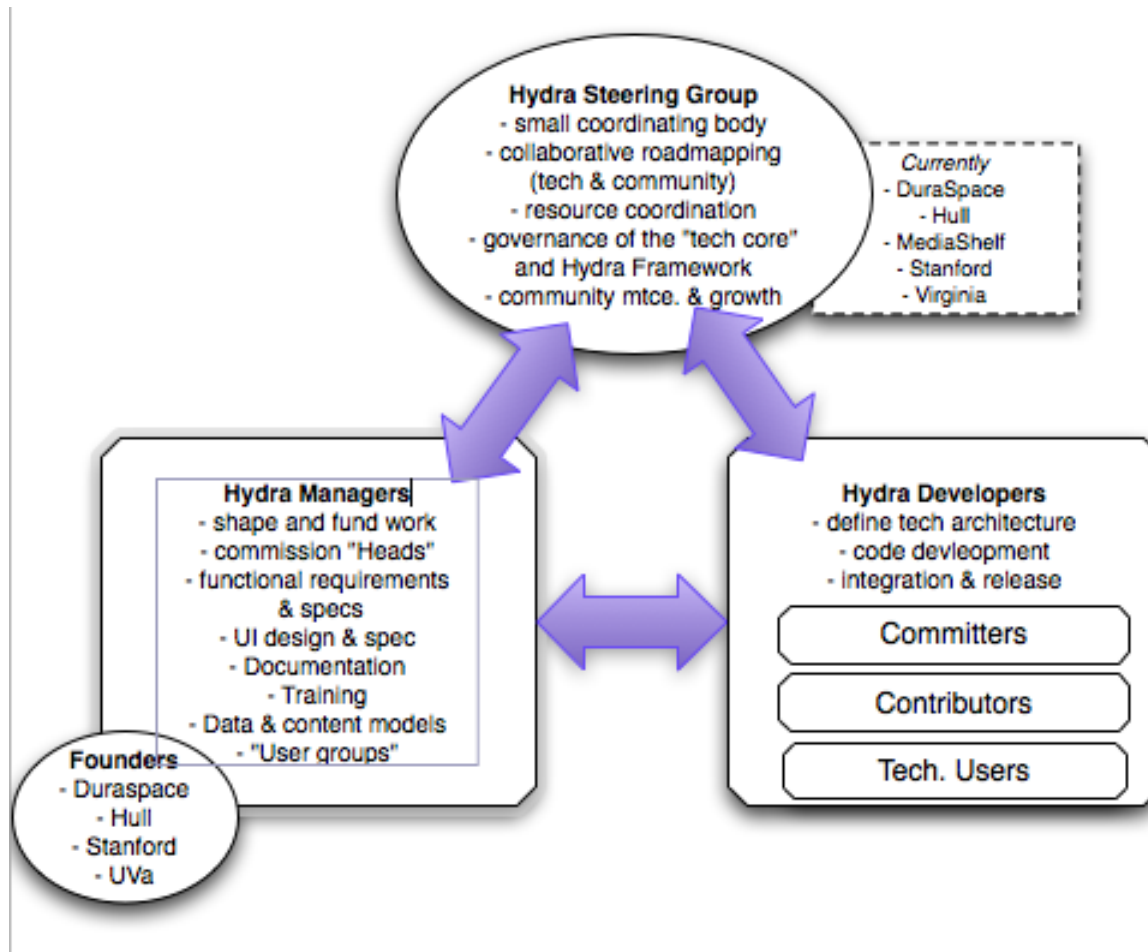 Hydra Steering Group
- small coordinating body
- collaborative roadmapping
(tech & community)
- resource coordination
- governance of the "tech core"
and Hydra Framework
- community mtce. & growth
Currently
- DuraSpace
- Hull
- MediaShelf
- Stanford
- Virginia
Hydra Managers
- shape and fund work
- commission "Heads"
- functional requirements
& specs
- UI design & spec
- Documentation
- Training
- Data & content models
- "User groups"
Founders
- Duraspace
- Hull
- Stanford
- UVa
Hydra Developers
- define tech architecture
- code devleopment
- integration & release
Committers
Contributors
Tech. Users